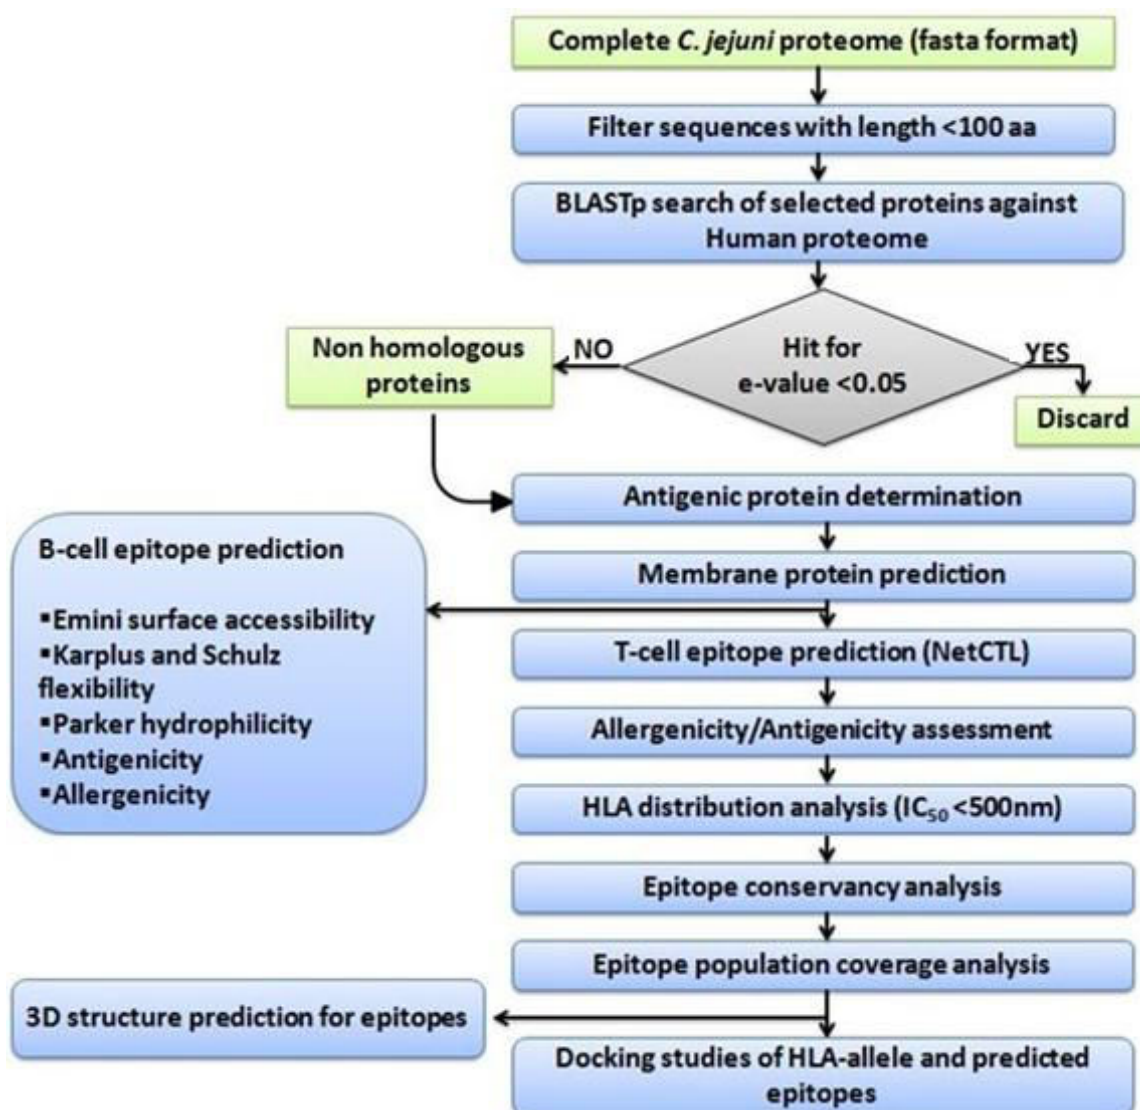 Complete C. jejuni proteome (fasta format)
Filter sequences with length <100 aa
BLASTp search of selected proteins against
Human proteome
Hit for
e-value <0.05
NO
YES
Non homologous
proteins
Discard
Antigenic protein determination
Membrane protein prediction
B-cell epitope prediction
▪Emini surface accessibility
▪Karplus and Schulz
flexibility
▪Parker hydrophilicity
▪Antigenicity
▪Allergenicity
T-cell epitope prediction (NetCTL)
Allergenicity/Antigenicity assessment
HLA distribution analysis (IC₅₀ <500nm)
Epitope conservancy analysis
Epitope population coverage analysis
3D structure prediction for epitopes
Docking studies of HLA-allele and predicted
epitopes